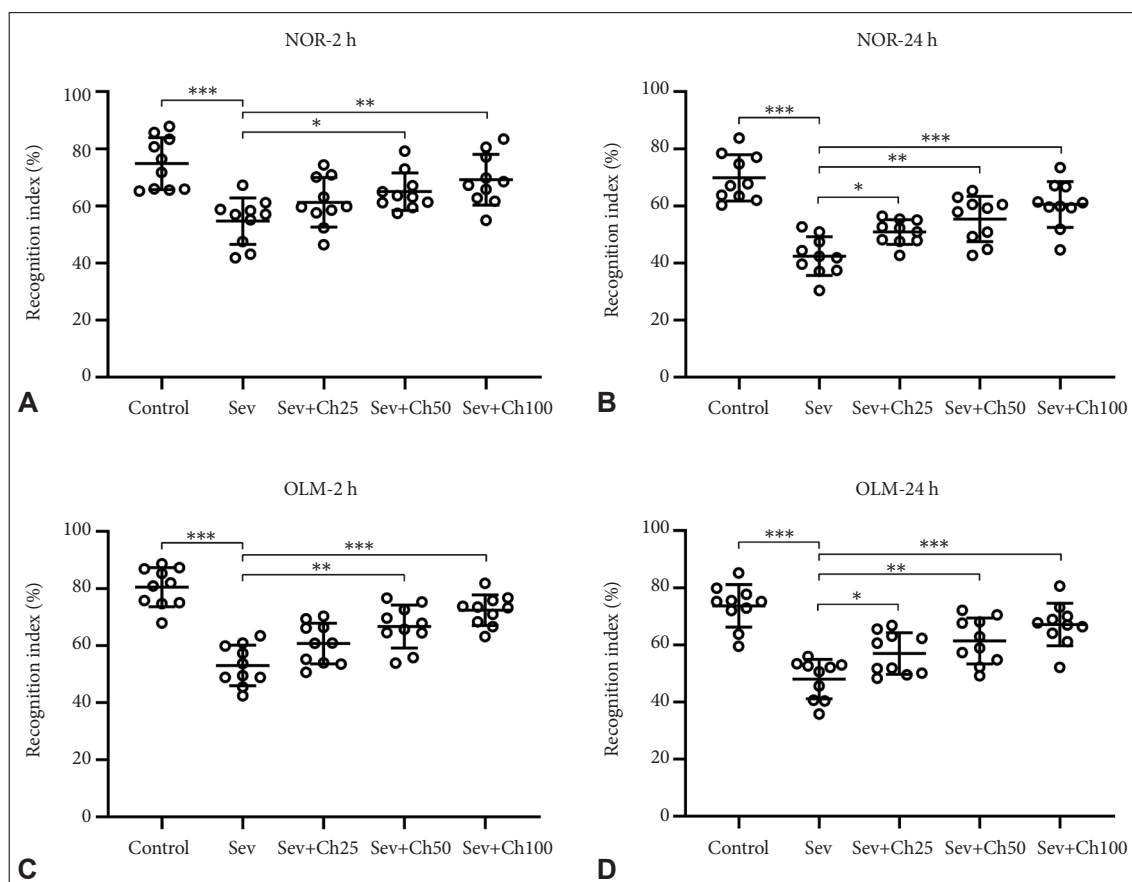 NOR-2 h
Recognition index (%)
100
80
60
40
20
0
***
**
*
Control Sev Sev+Ch25 Sev+Ch50 Sev+Ch100
A
NOR-24 h
Recognition index (%)
100
80
60
40
20
0
***
***
**
*
Control Sev Sev+Ch25 Sev+Ch50 Sev+Ch100
B
OLM-2 h
Recognition index (%)
100
80
60
40
20
0
***
***
**
Control Sev Sev+Ch25 Sev+Ch50 Sev+Ch100
C
OLM-24 h
Recognition index (%)
100
80
60
40
20
0
***
***
**
*
Control Sev Sev+Ch25 Sev+Ch50 Sev+Ch100
D